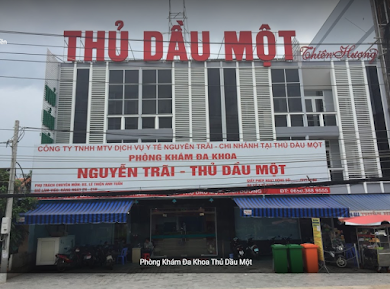 THỦ DẦU MỘT
Thiên Hương
CÔNG TY TNHH MTV DỊCH VỤ Y TẾ NGUYỄN TRÃI - CHI NHÁNH TẠI THỦ DẦU MỘT
PHÒNG KHÁM ĐA KHOA
NGUYỄN TRÃI - THỦ DẦU MỘT
Phòng Khám Đa Khoa Thủ Dầu Một